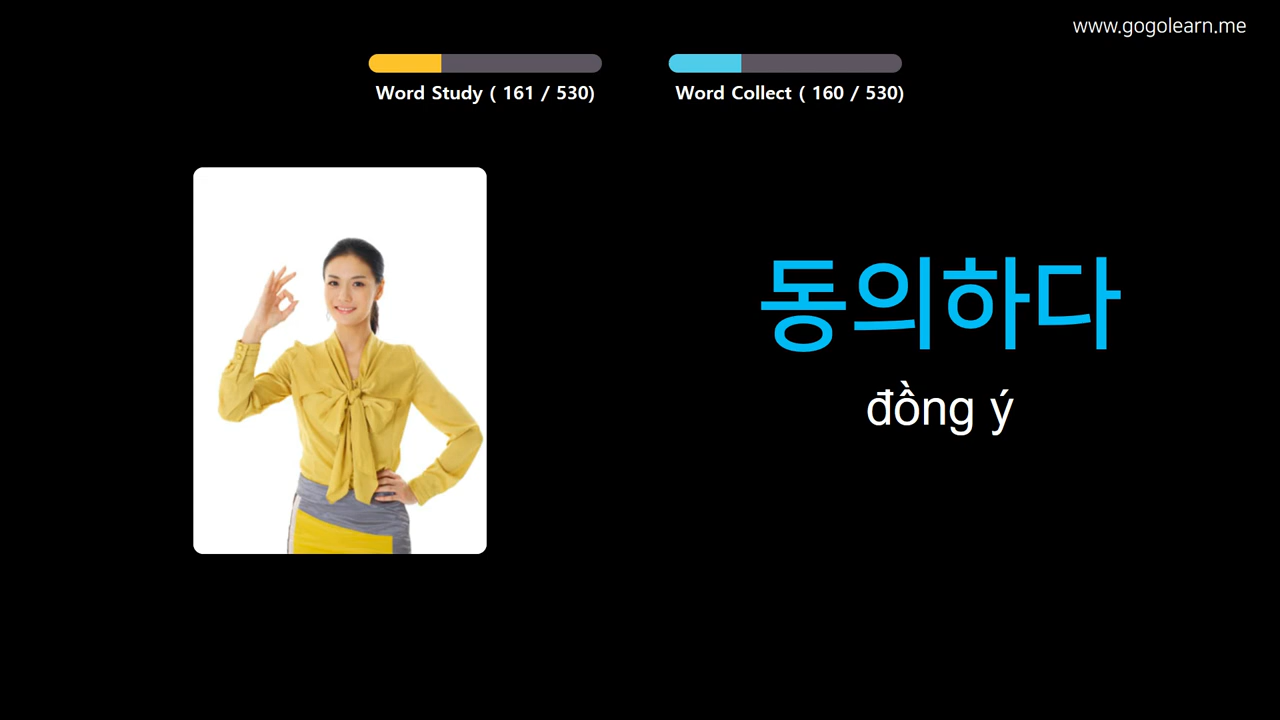 www.gogolearn.me
Word Study ( 161 / 530)
Word Collect ( 160 / 530)
동의하다
đồng ý